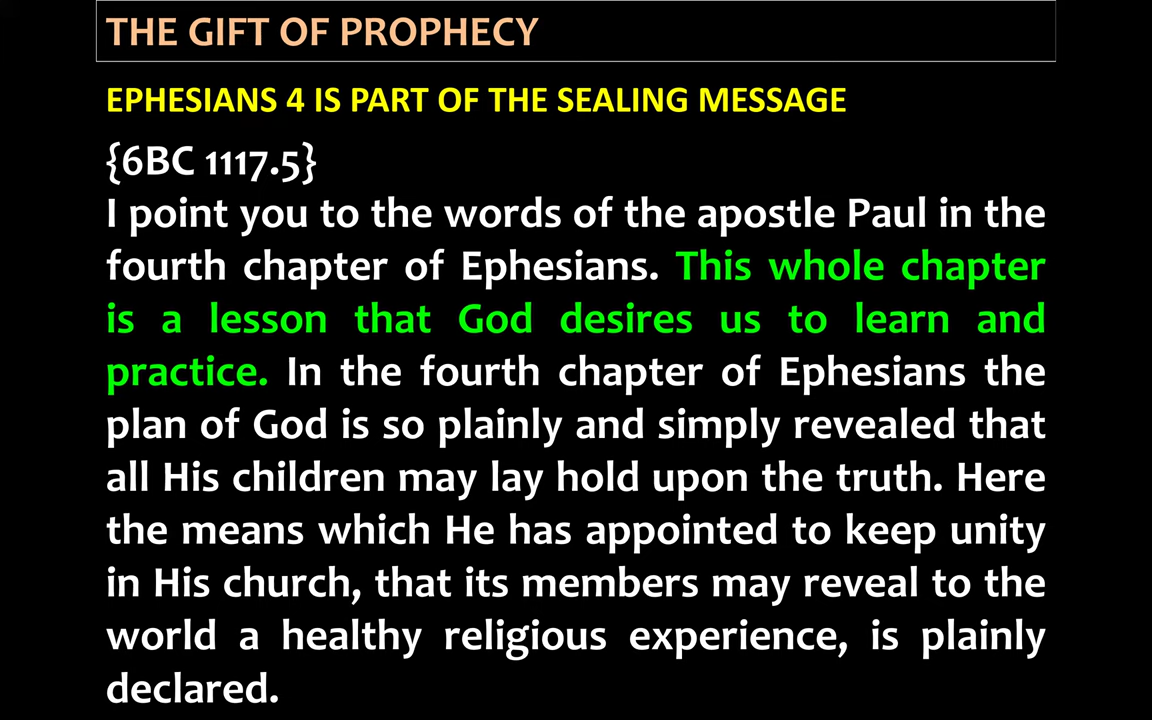 THE GIFT OF PROPHECY
EPHESIANS 4 IS PART OF THE SEALING MESSAGE
{6BC 1117.5}
I point you to the words of the apostle Paul in the
fourth chapter of Ephesians. This whole chapter
is a lesson that God desires us to learn and
practice. In the fourth chapter of Ephesians the
plan of God is so plainly and simply revealed that
all His children may lay hold upon the truth. Here
the means which He has appointed to keep unity
in His church, that its members may reveal to the
world a healthy religious experience, is plainly
declared.